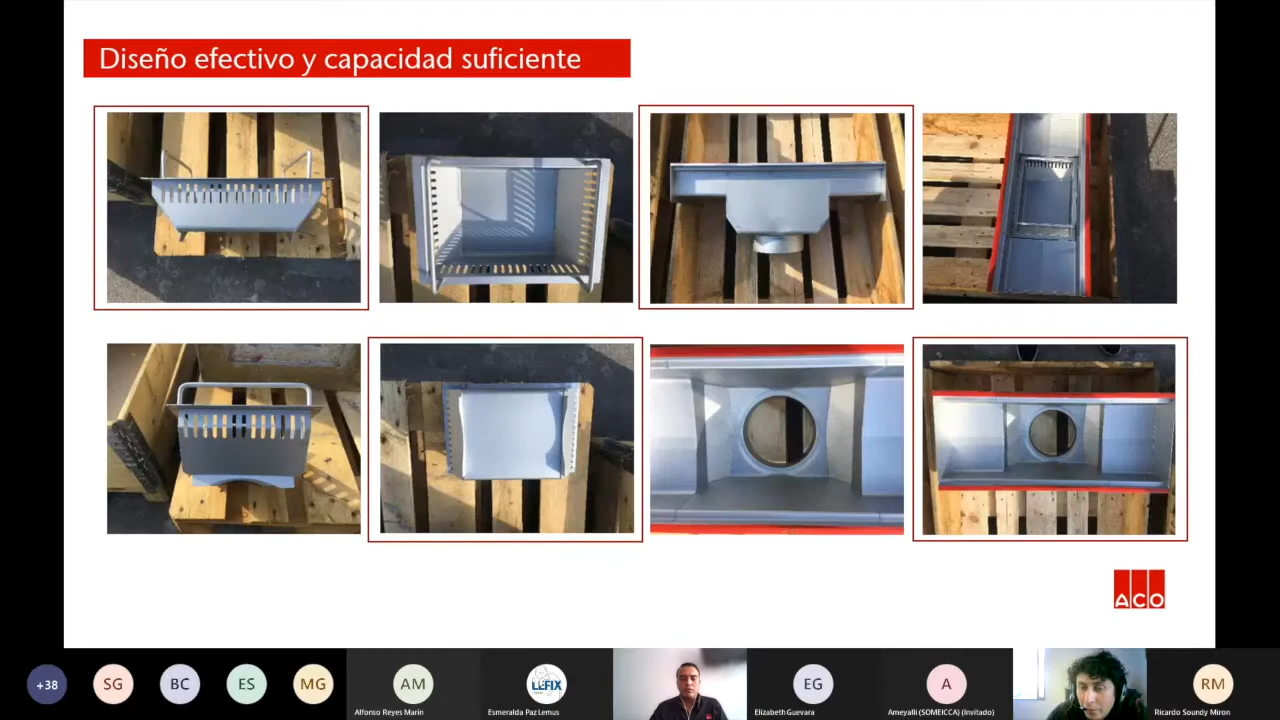 Diseño efectivo y capacidad suficiente
ACO
+38
SG
BC
ES
MG
AM
Alfonso Reyes Marin
LEFIX
Esmeralda Paz Lemus
EG
Elizabeth Guevara
A
Ameyalli (SOMEICCA) (Invitado)
RM
Ricardo Soundy Miron